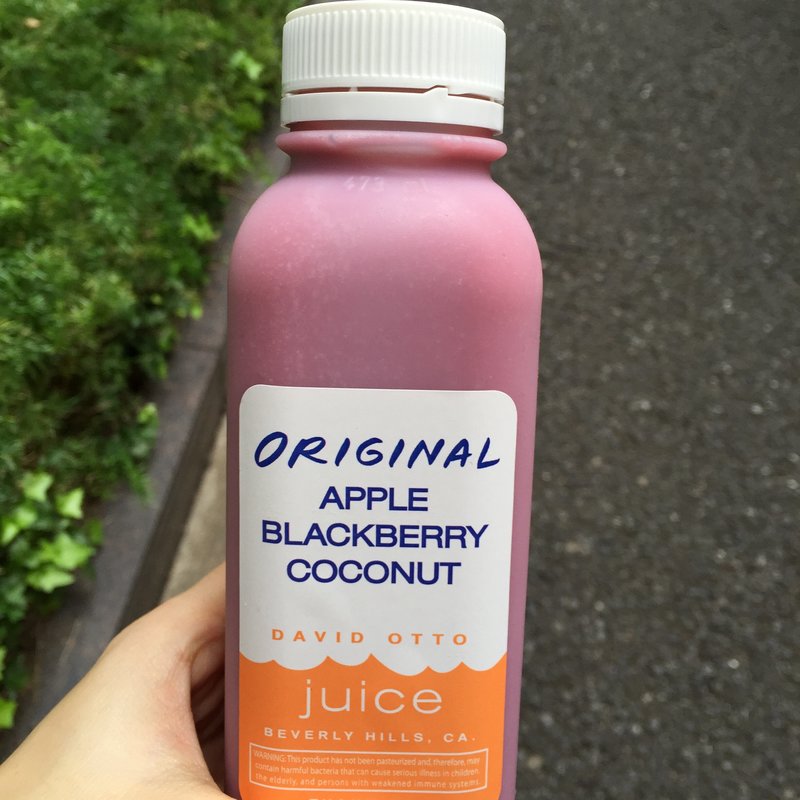 ORIGINAL
APPLE
BLACKBERRY
COCONUT
DAVID OTTO
juice
BEVERLY HILLS, CA.
WARNING: This product has not been pasteurized and, therefore, may
contain harmful bacteria that can cause serious illness in children,
the elderly, and persons with weakened immune systems.